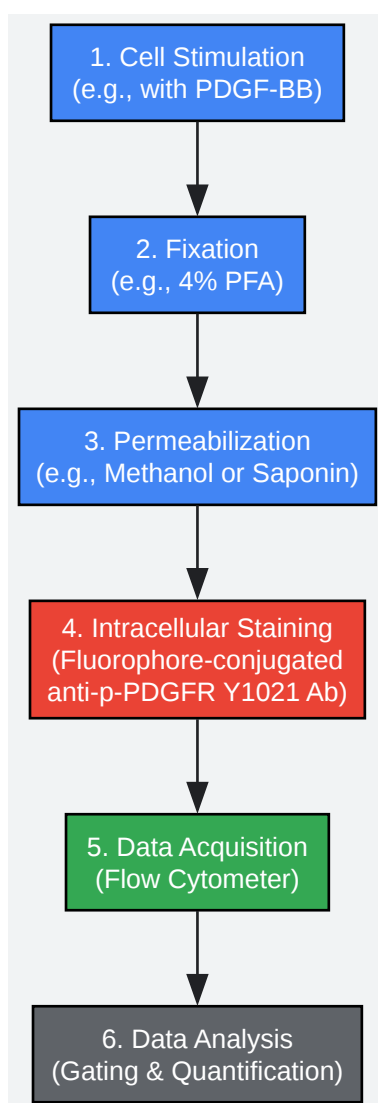 1. Cell Stimulation
(e.g., with PDGF-BB)
2. Fixation
(e.g., 4% PFA)
3. Permeabilization
(e.g., Methanol or Saponin)
4. Intracellular Staining
(Fluorophore-conjugated
anti-p-PDGFR Y1021 Ab)
5. Data Acquisition
(Flow Cytometer)
6. Data Analysis
(Gating & Quantification)